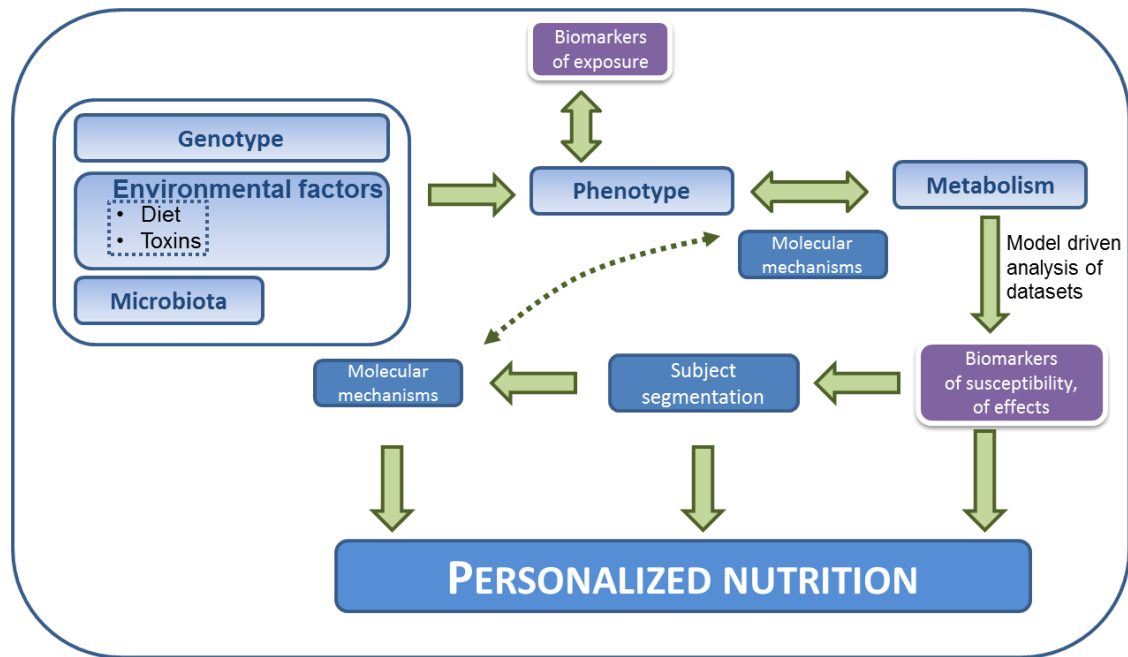 Biomarkers
of exposure
Genotype
Environmental factors
• Diet
• Toxins
Microbiota
Phenotype
Metabolism
Molecular
mechanisms
Model driven
analysis of
datasets
Molecular
mechanisms
Subject
segmentation
Biomarkers
of susceptibility,
of effects
PERSONALIZED NUTRITION